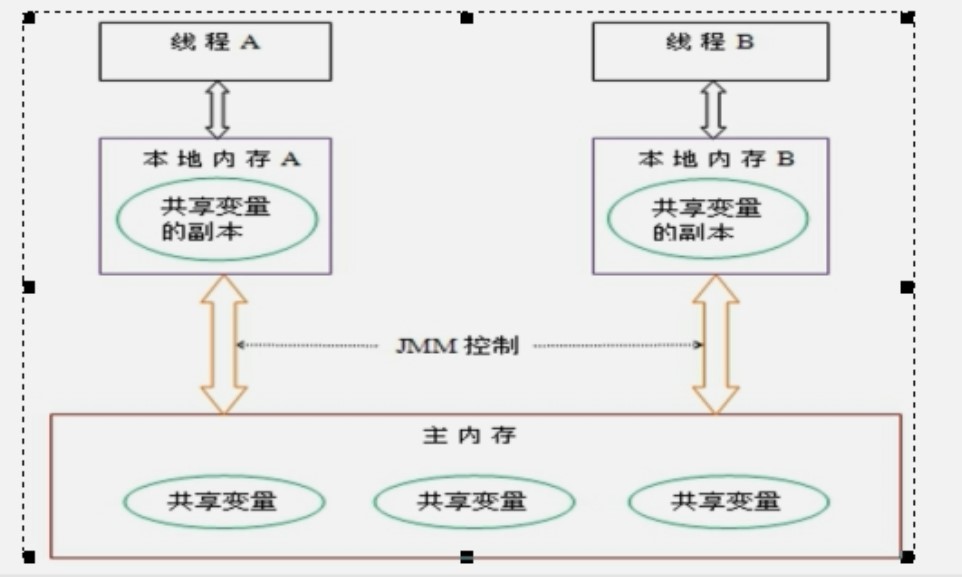 线程 A
线程 B
本地内存 A
本地内存 B
共享变量
的副本
共享变量
的副本
JMM 控制
主内存
共享变量
共享变量
共享变量